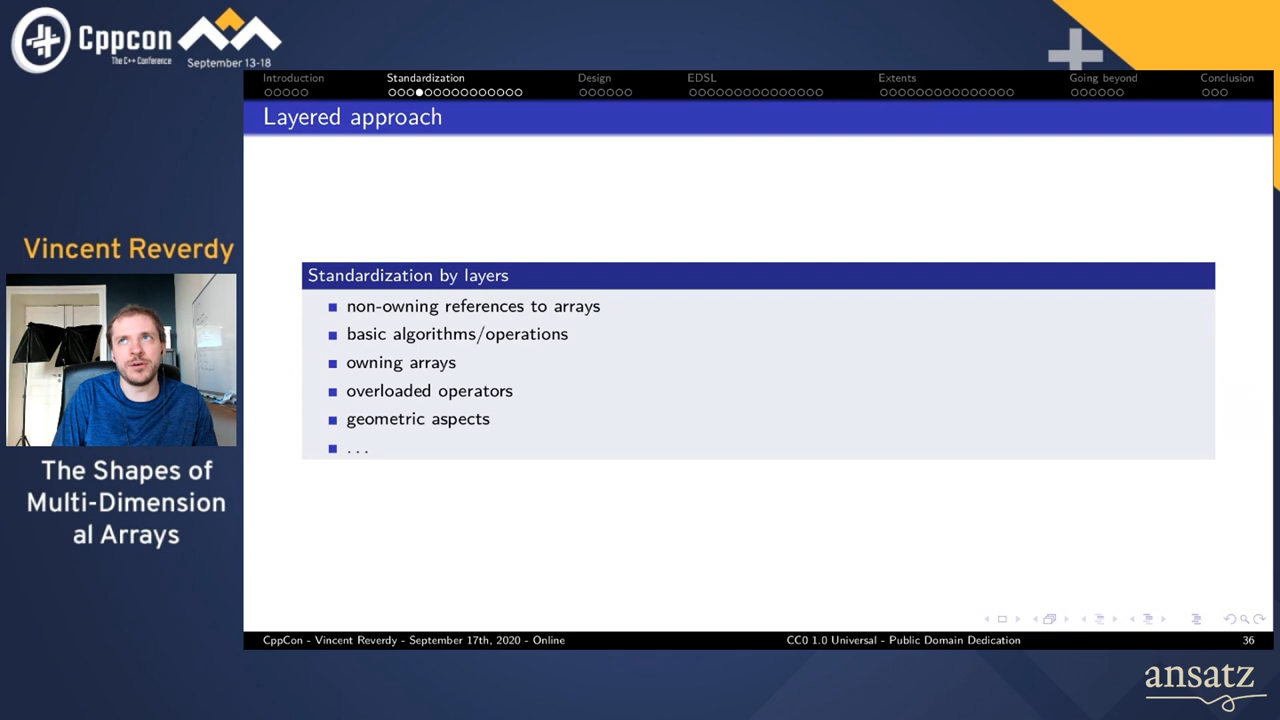 Cppcon
The C++ Conference
September 13-18
Introduction Standardization Design EDSL Extents Going beyond Conclusion
Layered approach
Vincent Reverdy
The Shapes of
Multi-Dimension
al Arrays
Standardization by layers
non-owning references to arrays
basic algorithms/operations
owning arrays
overloaded operators
geometric aspects
. . .
CppCon - Vincent Reverdy - September 17th, 2020 - Online CC0 1.0 Universal - Public Domain Dedication 36
ansatz